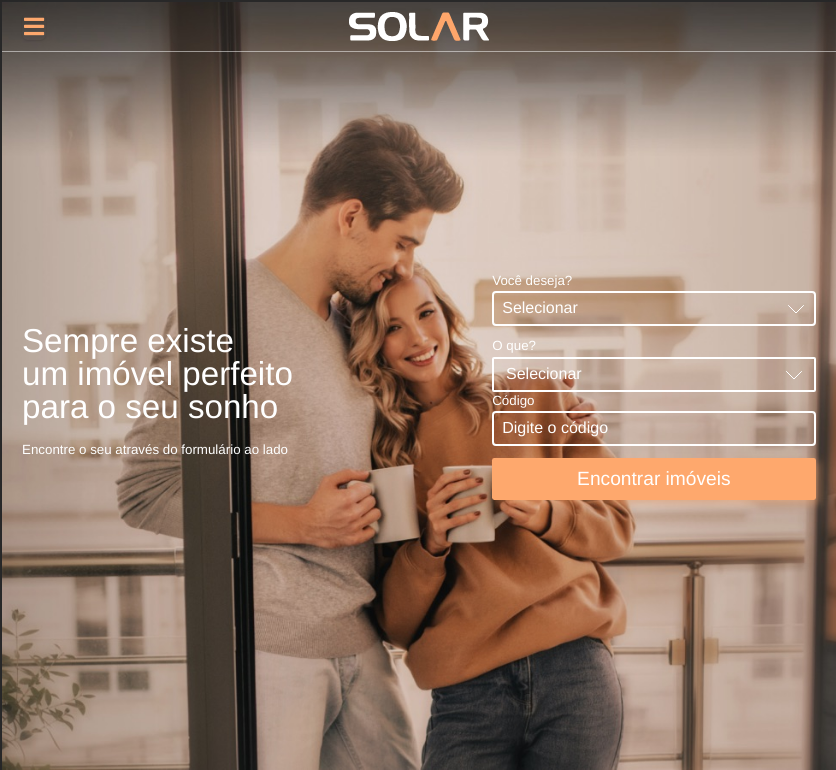 SOLAR
Sempre existe
um imóvel perfeito
para o seu sonho
Encontre o seu através do formulário ao lado
Você deseja?
Selecionar
O que?
Selecionar
Código
Digite o código
Encontrar imóveis